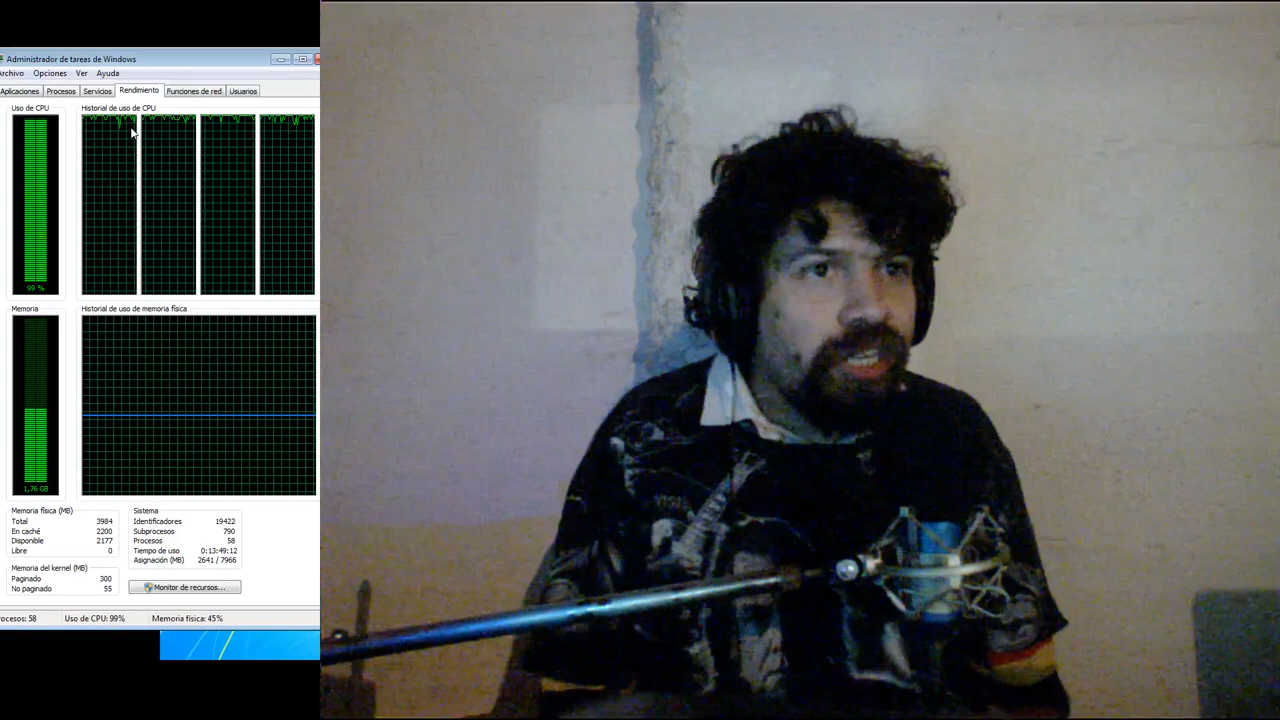 Administrador de tareas de Windows
Archivo Opciones Ver Ayuda
Aplicaciones Procesos Servicios Rendimiento Funciones de red Usuarios
Uso de CPU Historial de uso de CPU
99 %
Memoria Historial de uso de memoria física
1,76 GB
Memoria física (MB)
Total 3984
En caché 2200
Disponible 2177
Libre 0
Memoria del kernel (MB)
Paginado 300
No paginado 55
Sistema
Identificadores 19422
Subprocesos 790
Procesos 58
Tiempo de uso 0:13:49:12
Asignación (MB) 2641 / 7966
Monitor de recursos...
ocesos: 58 Uso de CPU: 99% Memoria física: 45%